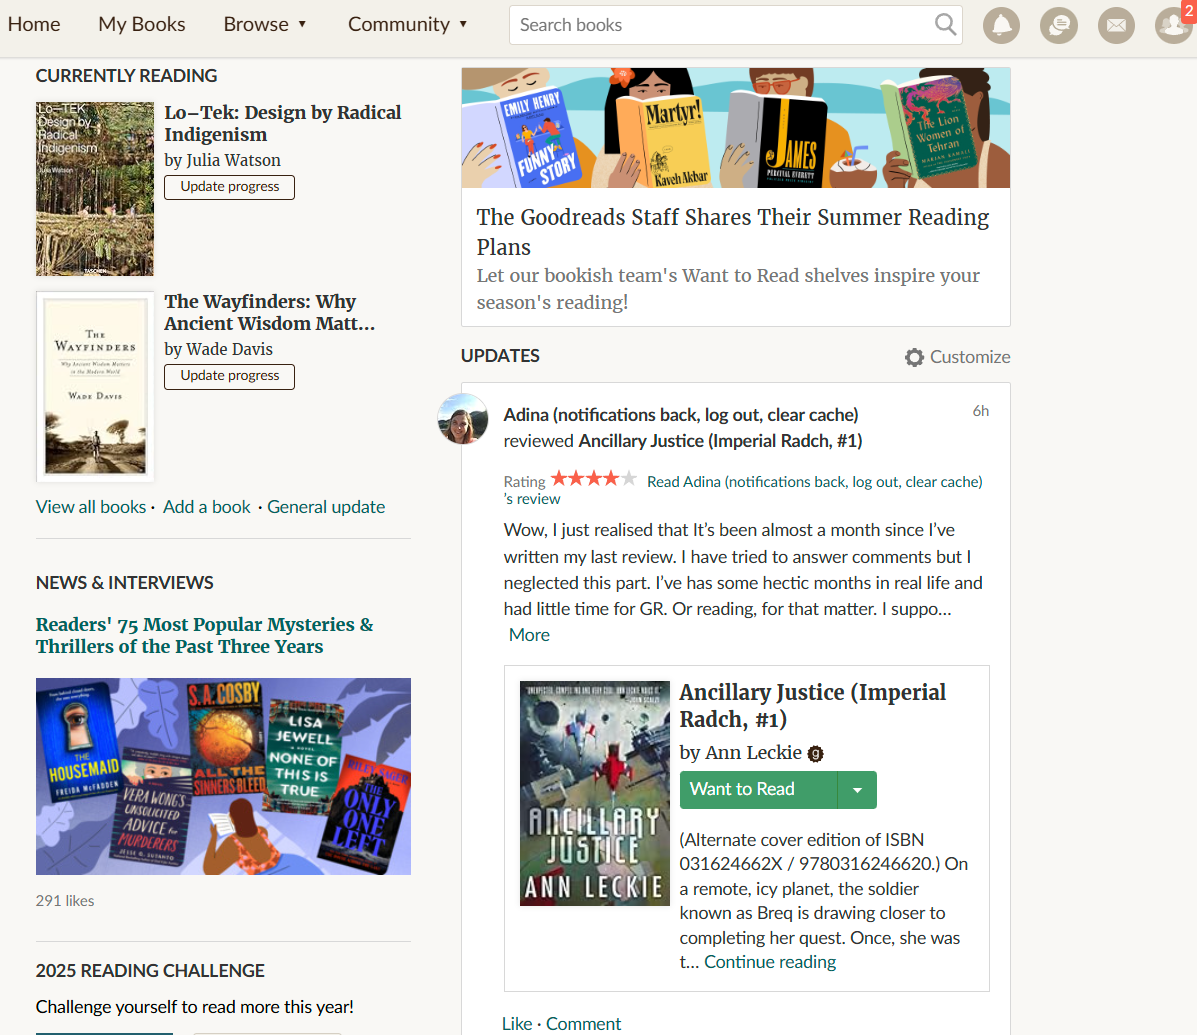 Home
My Books
Browse ▼
Community ▼
Search books
2
CURRENTLY READING
Lo—TEK
Design by
Radical
Indigenism
Julia Watson
TASCHEN
Lo–Tek: Design by Radical
Indigenism
by Julia Watson
Update progress
THE
WAYFINDERS
Why Ancient Wisdom Matters
in the Modern World
WADE DAVIS
The Wayfinders: Why
Ancient Wisdom Matt...
by Wade Davis
Update progress
View all books · Add a book · General update
NEWS & INTERVIEWS
Readers' 75 Most Popular Mysteries &
Thrillers of the Past Three Years
THE
HOUSEMAID
FREIDA McFADDEN
VERA WONG'S
UNSOLICITED
ADVICE for
MURDERERS
JESSE Q. SUTANTO
S.A. COSBY
ALL THE
SINNERS BLEED
LISA
JEWELL
NONE OF
THIS IS
TRUE
RILEY SAGER
THE
ONLY
ONE
LEFT
291 likes
2025 READING CHALLENGE
Challenge yourself to read more this year!
EMILY HENRY
FUNNY
STORY
Martyr!
Kaveh Akbar
JAMES
PERCIVAL EVERETT
The Lion
Women of
Tehran
MARJAN KAMALI
The Goodreads Staff Shares Their Summer Reading
Plans
Let our bookish team's Want to Read shelves inspire your
season's reading!
UPDATES
Customize
Adina (notifications back, log out, clear cache)
6h
reviewed Ancillary Justice (Imperial Radch, #1)
Rating Read Adina (notifications back, log out, clear cache)
's review
Wow, I just realised that It’s been almost a month since I’ve
written my last review. I have tried to answer comments but I
neglected this part. I’ve has some hectic months in real life and
had little time for GR. Or reading, for that matter. I suppo...
More
ANCILLARY
JUSTICE
ANN LECKIE
Ancillary Justice (Imperial
Radch, #1)
by Ann Leckie g
Want to Read
(Alternate cover edition of ISBN
031624662X / 9780316246620.) On
a remote, icy planet, the soldier
known as Breq is drawing closer to
completing her quest. Once, she was
t... Continue reading
Like · Comment